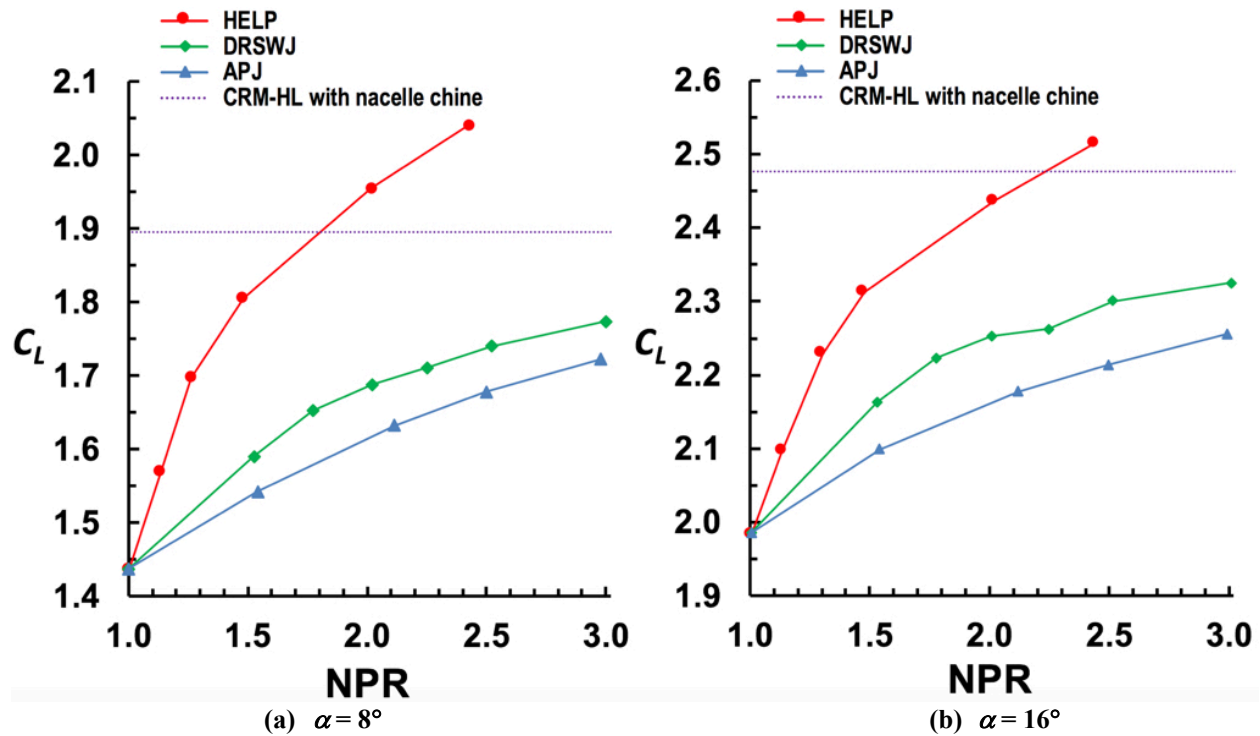 HELP
DRSWJ
APJ
CRM-HL with nacelle chine
2.1
2.0
1.9
1.8
1.7
1.6
1.5
1.4
C_L
1.0 1.5 2.0 2.5 3.0
NPR
(a) α = 8°
HELP
DRSWJ
APJ
CRM-HL with nacelle chine
2.6
2.5
2.4
2.3
2.2
2.1
2.0
1.9
C_L
1.0 1.5 2.0 2.5 3.0
NPR
(b) α = 16°